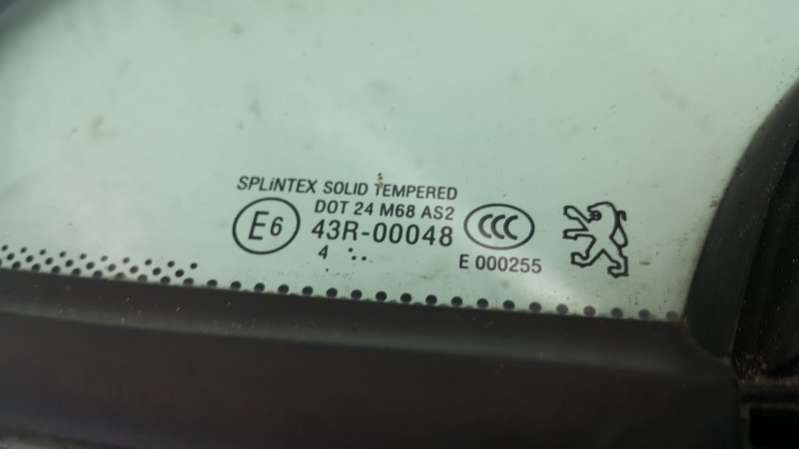 SPLiNTEX SOLID TEMPERED
DOT 24 M68 AS2
E6
43R-00048
CCC
4 ..
E 000255